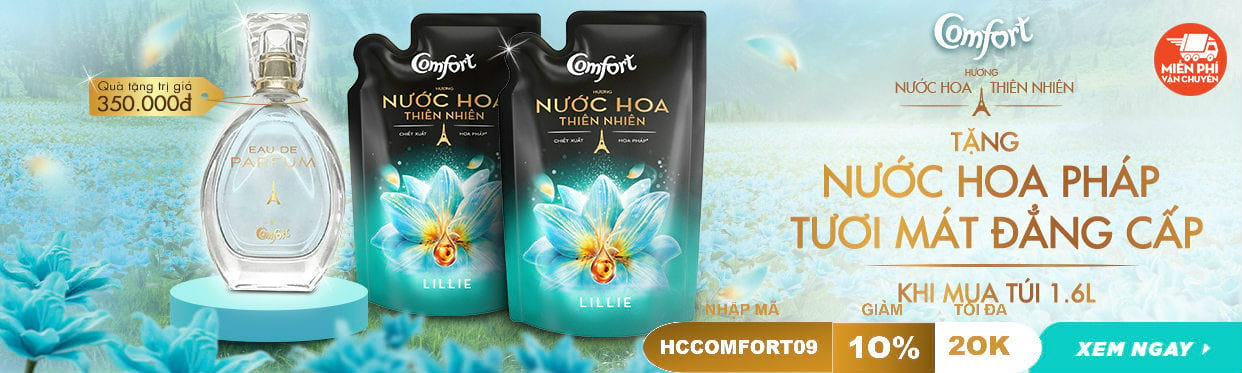 Quà tặng trị giá
350.000đ
EAU DE
PARFUM
Comfort
Comfort
HƯƠNG
NƯỚC HOA
THIÊN NHIÊN
CHIẾT XUẤT HOA PHÁP*
LILLIE
Comfort
HƯƠNG
NƯỚC HOA
THIÊN NHIÊN
CHIẾT XUẤT HOA PHÁP*
LILLIE
Comfort
HƯƠNG
NƯỚC HOA THIÊN NHIÊN
MIỄN PHÍ
VẬN CHUYỂN
TẶNG
NƯỚC HOA PHÁP
TƯƠI MÁT ĐẲNG CẤP
KHI MUA TÚI 1.6L
NHẬP MÃ GIẢM TỐI ĐA
HCCOMFORT09 10% 20K XEM NGAY